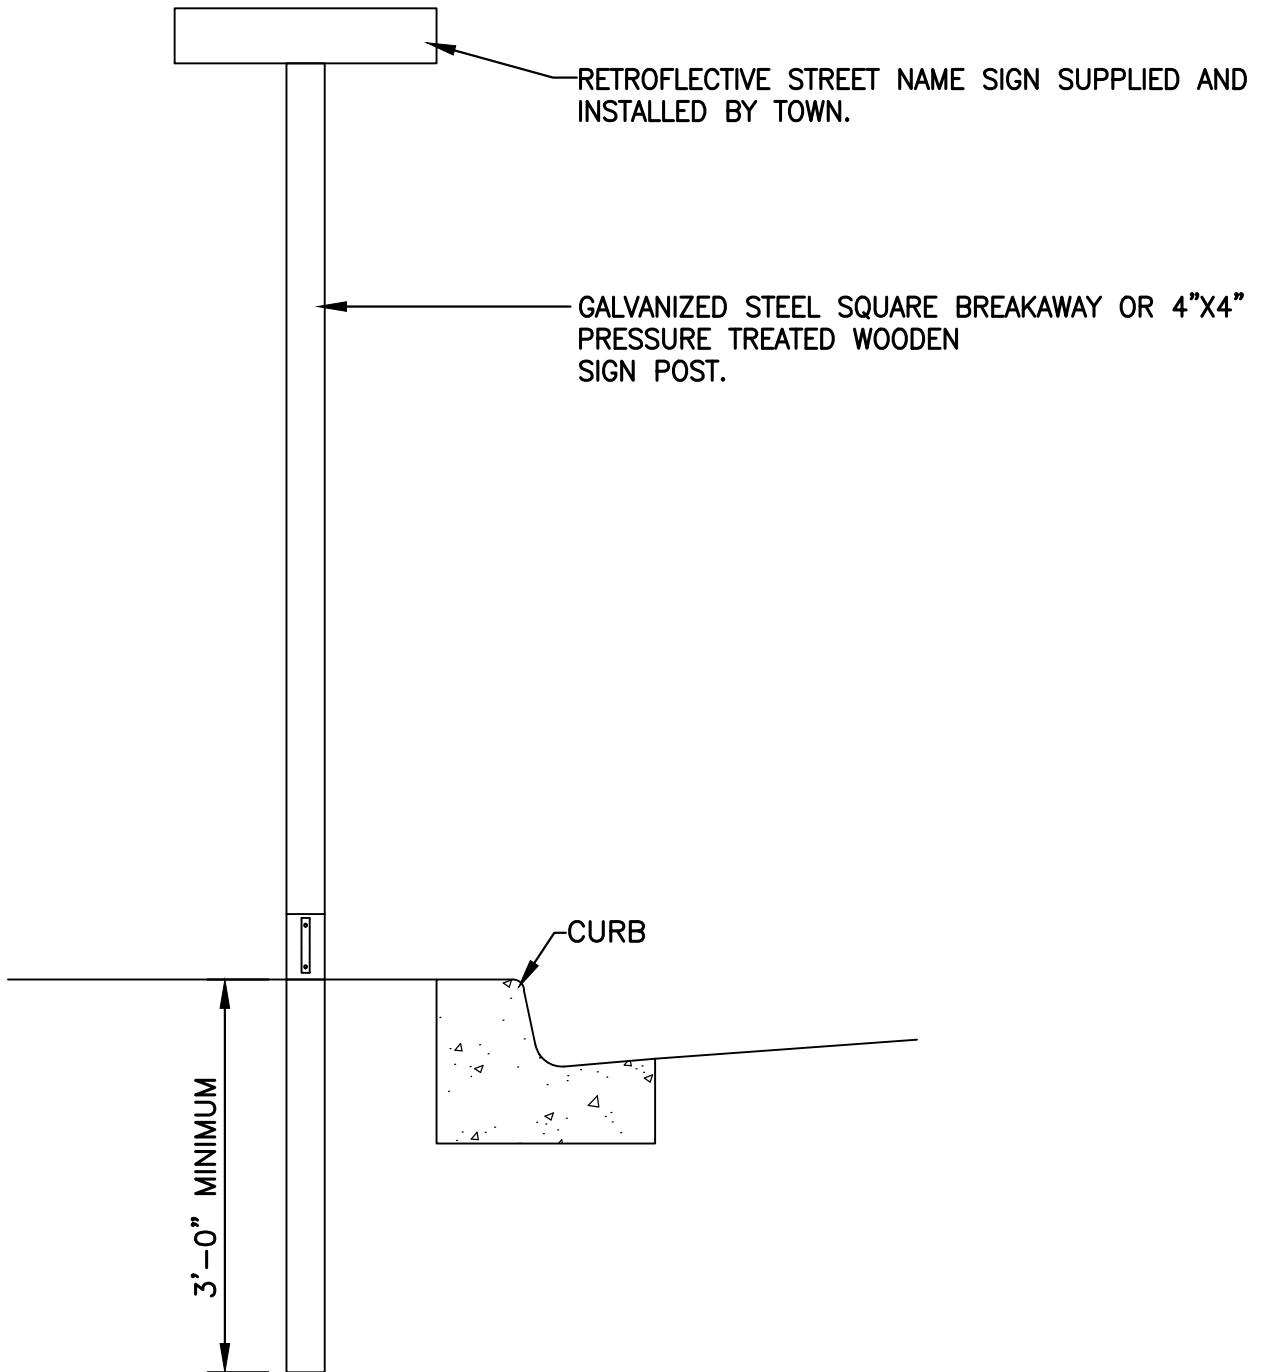 RETROFLECTIVE STREET NAME SIGN SUPPLIED AND
INSTALLED BY TOWN.
GALVANIZED STEEL SQUARE BREAKAWAY OR 4"X4"
PRESSURE TREATED WOODEN
SIGN POST.
CURB
3'-0" MINIMUM